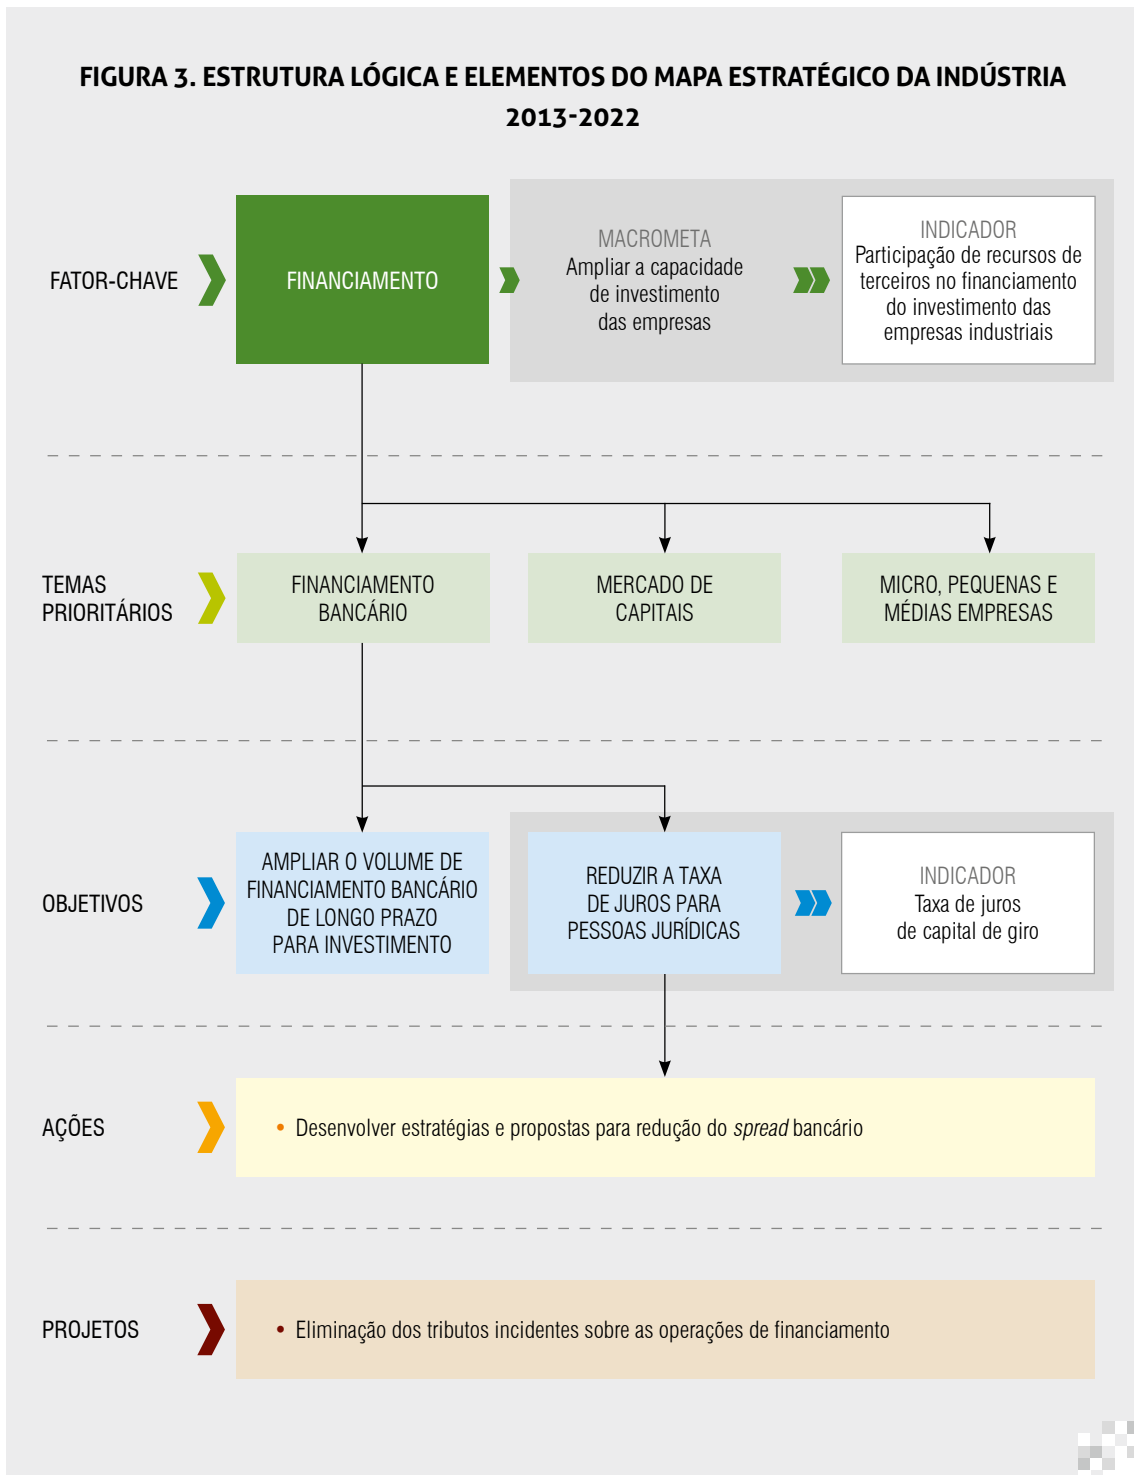 FIGURA 3. ESTRUTURA LÓGICA E ELEMENTOS DO MAPA ESTRATÉGICO DA INDÚSTRIA
2013-2022
FATOR-CHAVE
FINANCIAMENTO
MACROMETA
Ampliar a capacidade
de investimento
das empresas
INDICADOR
Participação de recursos de
terceiros no financiamento
do investimento das
empresas industriais
TEMAS
PRIORITÁRIOS
FINANCIAMENTO
BANCÁRIO
MERCADO DE
CAPITAIS
MICRO, PEQUENAS E
MÉDIAS EMPRESAS
OBJETIVOS
AMPLIAR O VOLUME DE
FINANCIAMENTO BANCÁRIO
DE LONGO PRAZO
PARA INVESTIMENTO
REDUZIR A TAXA
DE JUROS PARA
PESSOAS JURÍDICAS
INDICADOR
Taxa de juros
de capital de giro
AÇÕES
• Desenvolver estratégias e propostas para redução do spread bancário
PROJETOS
• Eliminação dos tributos incidentes sobre as operações de financiamento